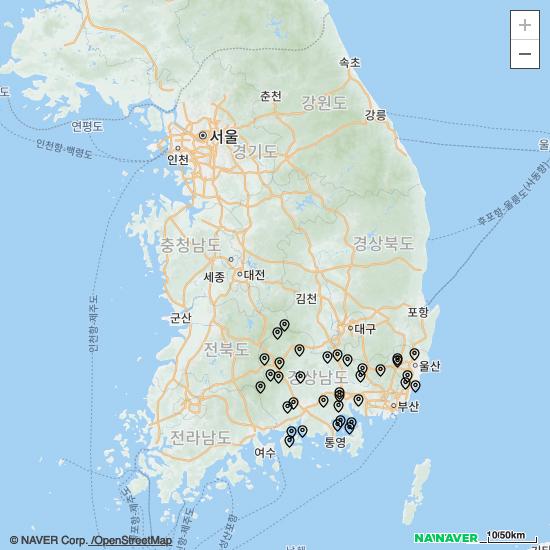 +
−
속초
춘천
강원도
도
연평도
서울
강릉
울
인천항-백령도
인천
경기도
후포항-울릉도(사동항)
충청남도
경상북도
세종
대전
김천
인천항-제주도
군산
포항
대구
전북도
울산
경상남도
부산
전라남도
통영
여수
© NAVER Corp. /OpenStreetMap
NAVER
10/50km